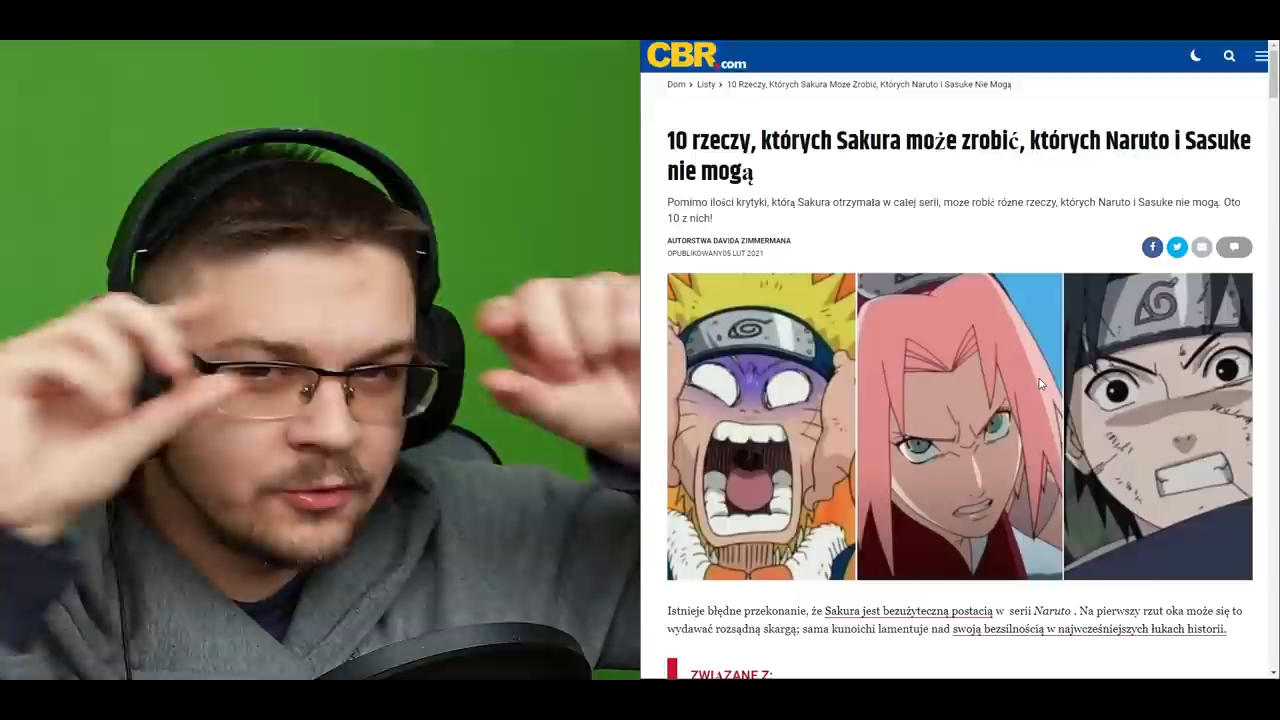 CBR.com
Dom > Listy > 10 Rzeczy, Których Sakura Może Zrobić, Których Naruto I Sasuke Nie Mogą
10 rzeczy, których Sakura może zrobić, których Naruto i Sasuke
nie mogą
Pomimo ilości krytyki, którą Sakura otrzymała w całej serii, może robić różne rzeczy, których Naruto i Sasuke nie mogą. Oto
10 z nich!
AUTORSTWA DAVIDA ZIMMERMANA
OPUBLIKOWANY05 LUT 2021
Istnieje błędne przekonanie, że Sakura jest bezużyteczną postacią w serii Naruto . Na pierwszy rzut oka może się to
wydawać rozsądną skargą; sama kunoichi lamentuje nad swoją bezsilnością w najwcześniejszych łukach historii.
ZWIĄZANE Z: